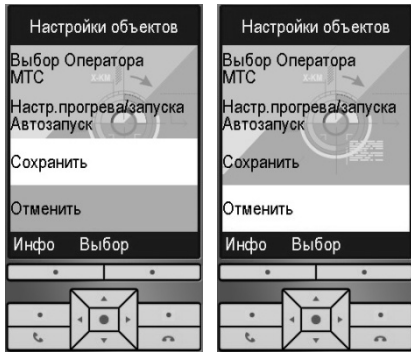 Настройки объектов
Выбор Оператора
МТС
Настр.прогрева/запуска
Автозапуск
Сохранить
Отменить
Инфо Выбор
Настройки объектов
Выбор Оператора
МТС
Настр.прогрева/запуска
Автозапуск
Сохранить
Отменить
Инфо Выбор